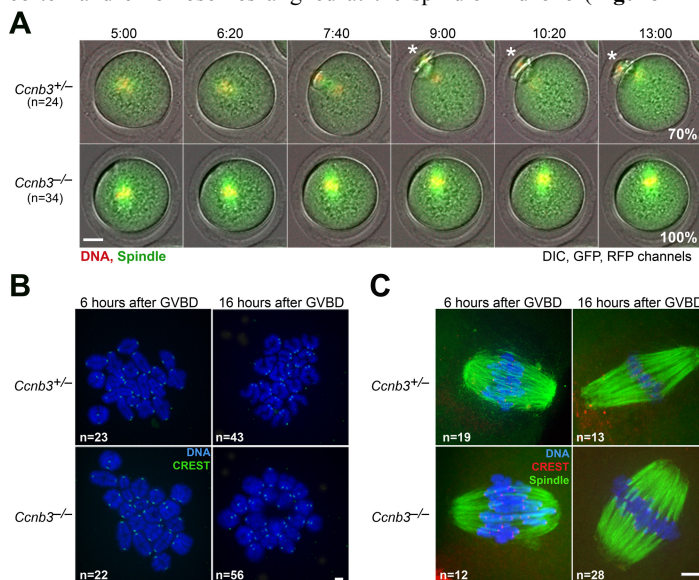 A
5:00 6:20 7:40 9:00 10:20 13:00
Ccnb3+/–
(n=24)
* * *
70%
Ccnb3–/–
(n=34)
100%
DNA, Spindle DIC, GFP, RFP channels
B
6 hours after GVBD 16 hours after GVBD
Ccnb3+/–
n=23 n=43
DNA
CREST
Ccnb3–/–
n=22 n=56
C
6 hours after GVBD 16 hours after GVBD
Ccnb3+/–
n=19 n=13
DNA
CREST
Spindle
Ccnb3–/–
n=12 n=28